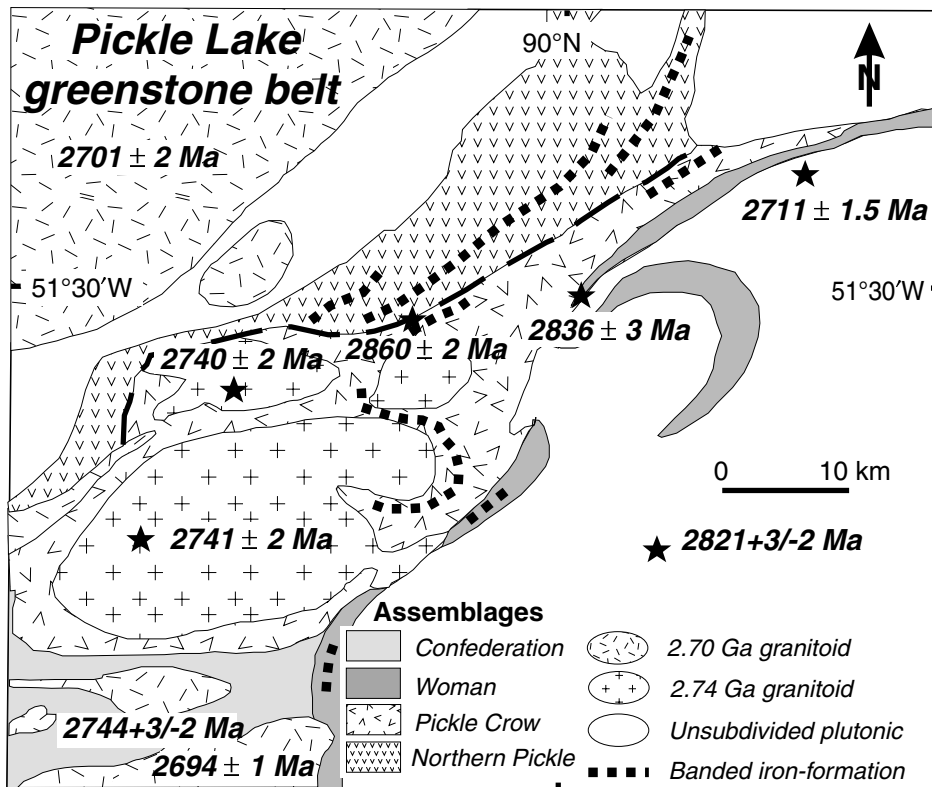 Pickle Lake
greenstone belt
90°N
N
2701 ± 2 Ma
2711 ± 1.5 Ma
51°30′W
51°30′W
2740 ± 2 Ma
2860 ± 2 Ma
2836 ± 3 Ma
0 10 km
2741 ± 2 Ma
2821+3/-2 Ma
2744+3/-2 Ma
2694 ± 1 Ma
Assemblages
Confederation
Woman
Pickle Crow
Northern Pickle
2.70 Ga granitoid
2.74 Ga granitoid
Unsubdivided plutonic
Banded iron-formation